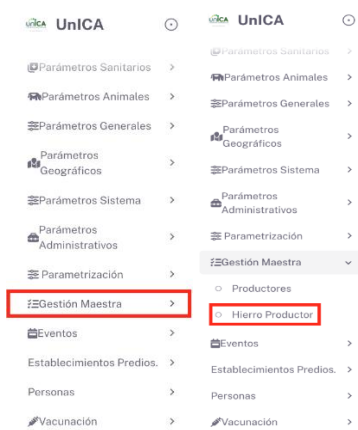 UnICA UnICA
Parámetros Sanitarios
Parámetros Animales
Parámetros Generales
Parámetros
Geográficos
Parámetros Sistema
Parámetros
Administrativos
Parametrización
Gestión Maestra
Eventos
Establecimientos Predios.
Personas
Vacunación
UnICA UnICA
Parámetros Sanitarios
Parámetros Animales
Parámetros Generales
Parámetros
Geográficos
Parámetros Sistema
Parámetros
Administrativos
Parametrización
Gestión Maestra
Productores
Hierro Productor
Eventos
Establecimientos Predios.
Personas
Vacunación